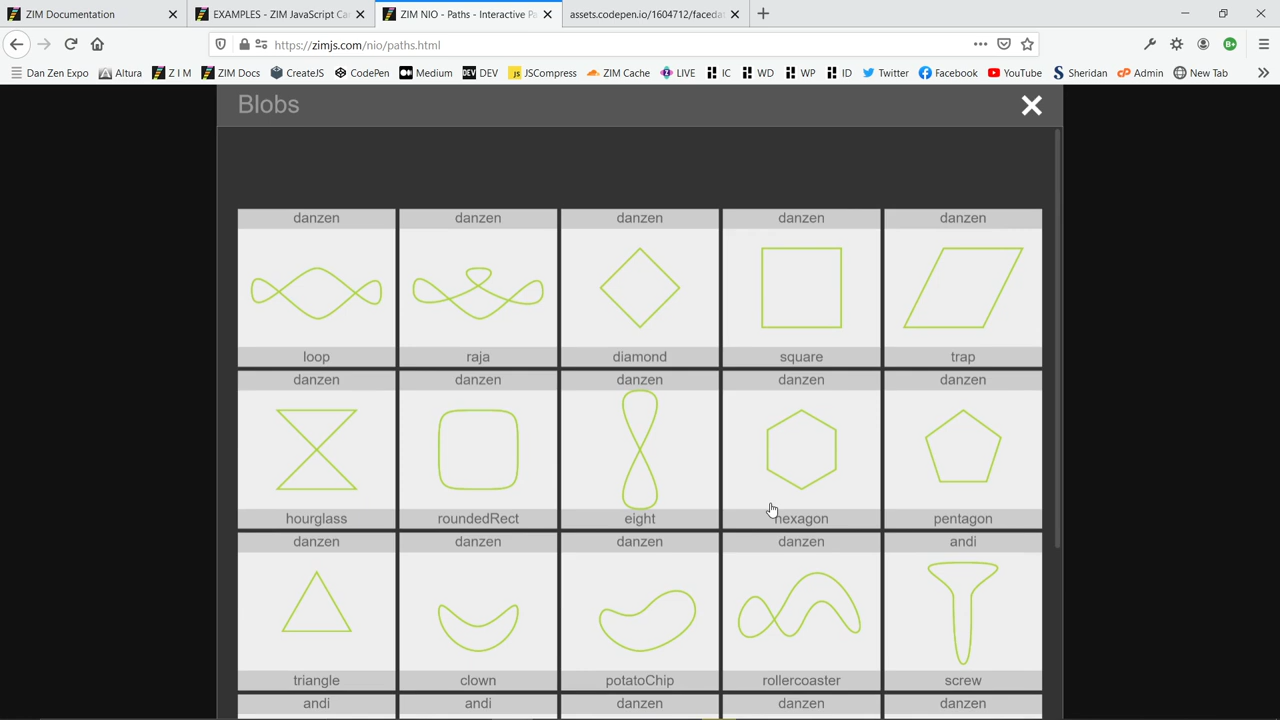 ZIM Documentation
EXAMPLES - ZIM JavaScript Ca
ZIM NIO - Paths - Interactive Pa
assets.codepen.io/1604712/faceda
https://zimjs.com/nio/paths.html
Dan Zen Expo
Altura
Z I M
ZIM Docs
CreateJS
CodePen
Medium
DEV
JSCompress
ZIM Cache
LIVE
IC
WD
WP
ID
Twitter
Facebook
YouTube
Sheridan
Admin
New Tab
Blobs
danzen danzen danzen danzen danzen
loop raja diamond square trap
danzen danzen danzen danzen danzen
hourglass roundedRect eight hexagon pentagon
danzen danzen danzen danzen andi
triangle clown potatoChip rollercoaster screw
andi andi danzen danzen danzen